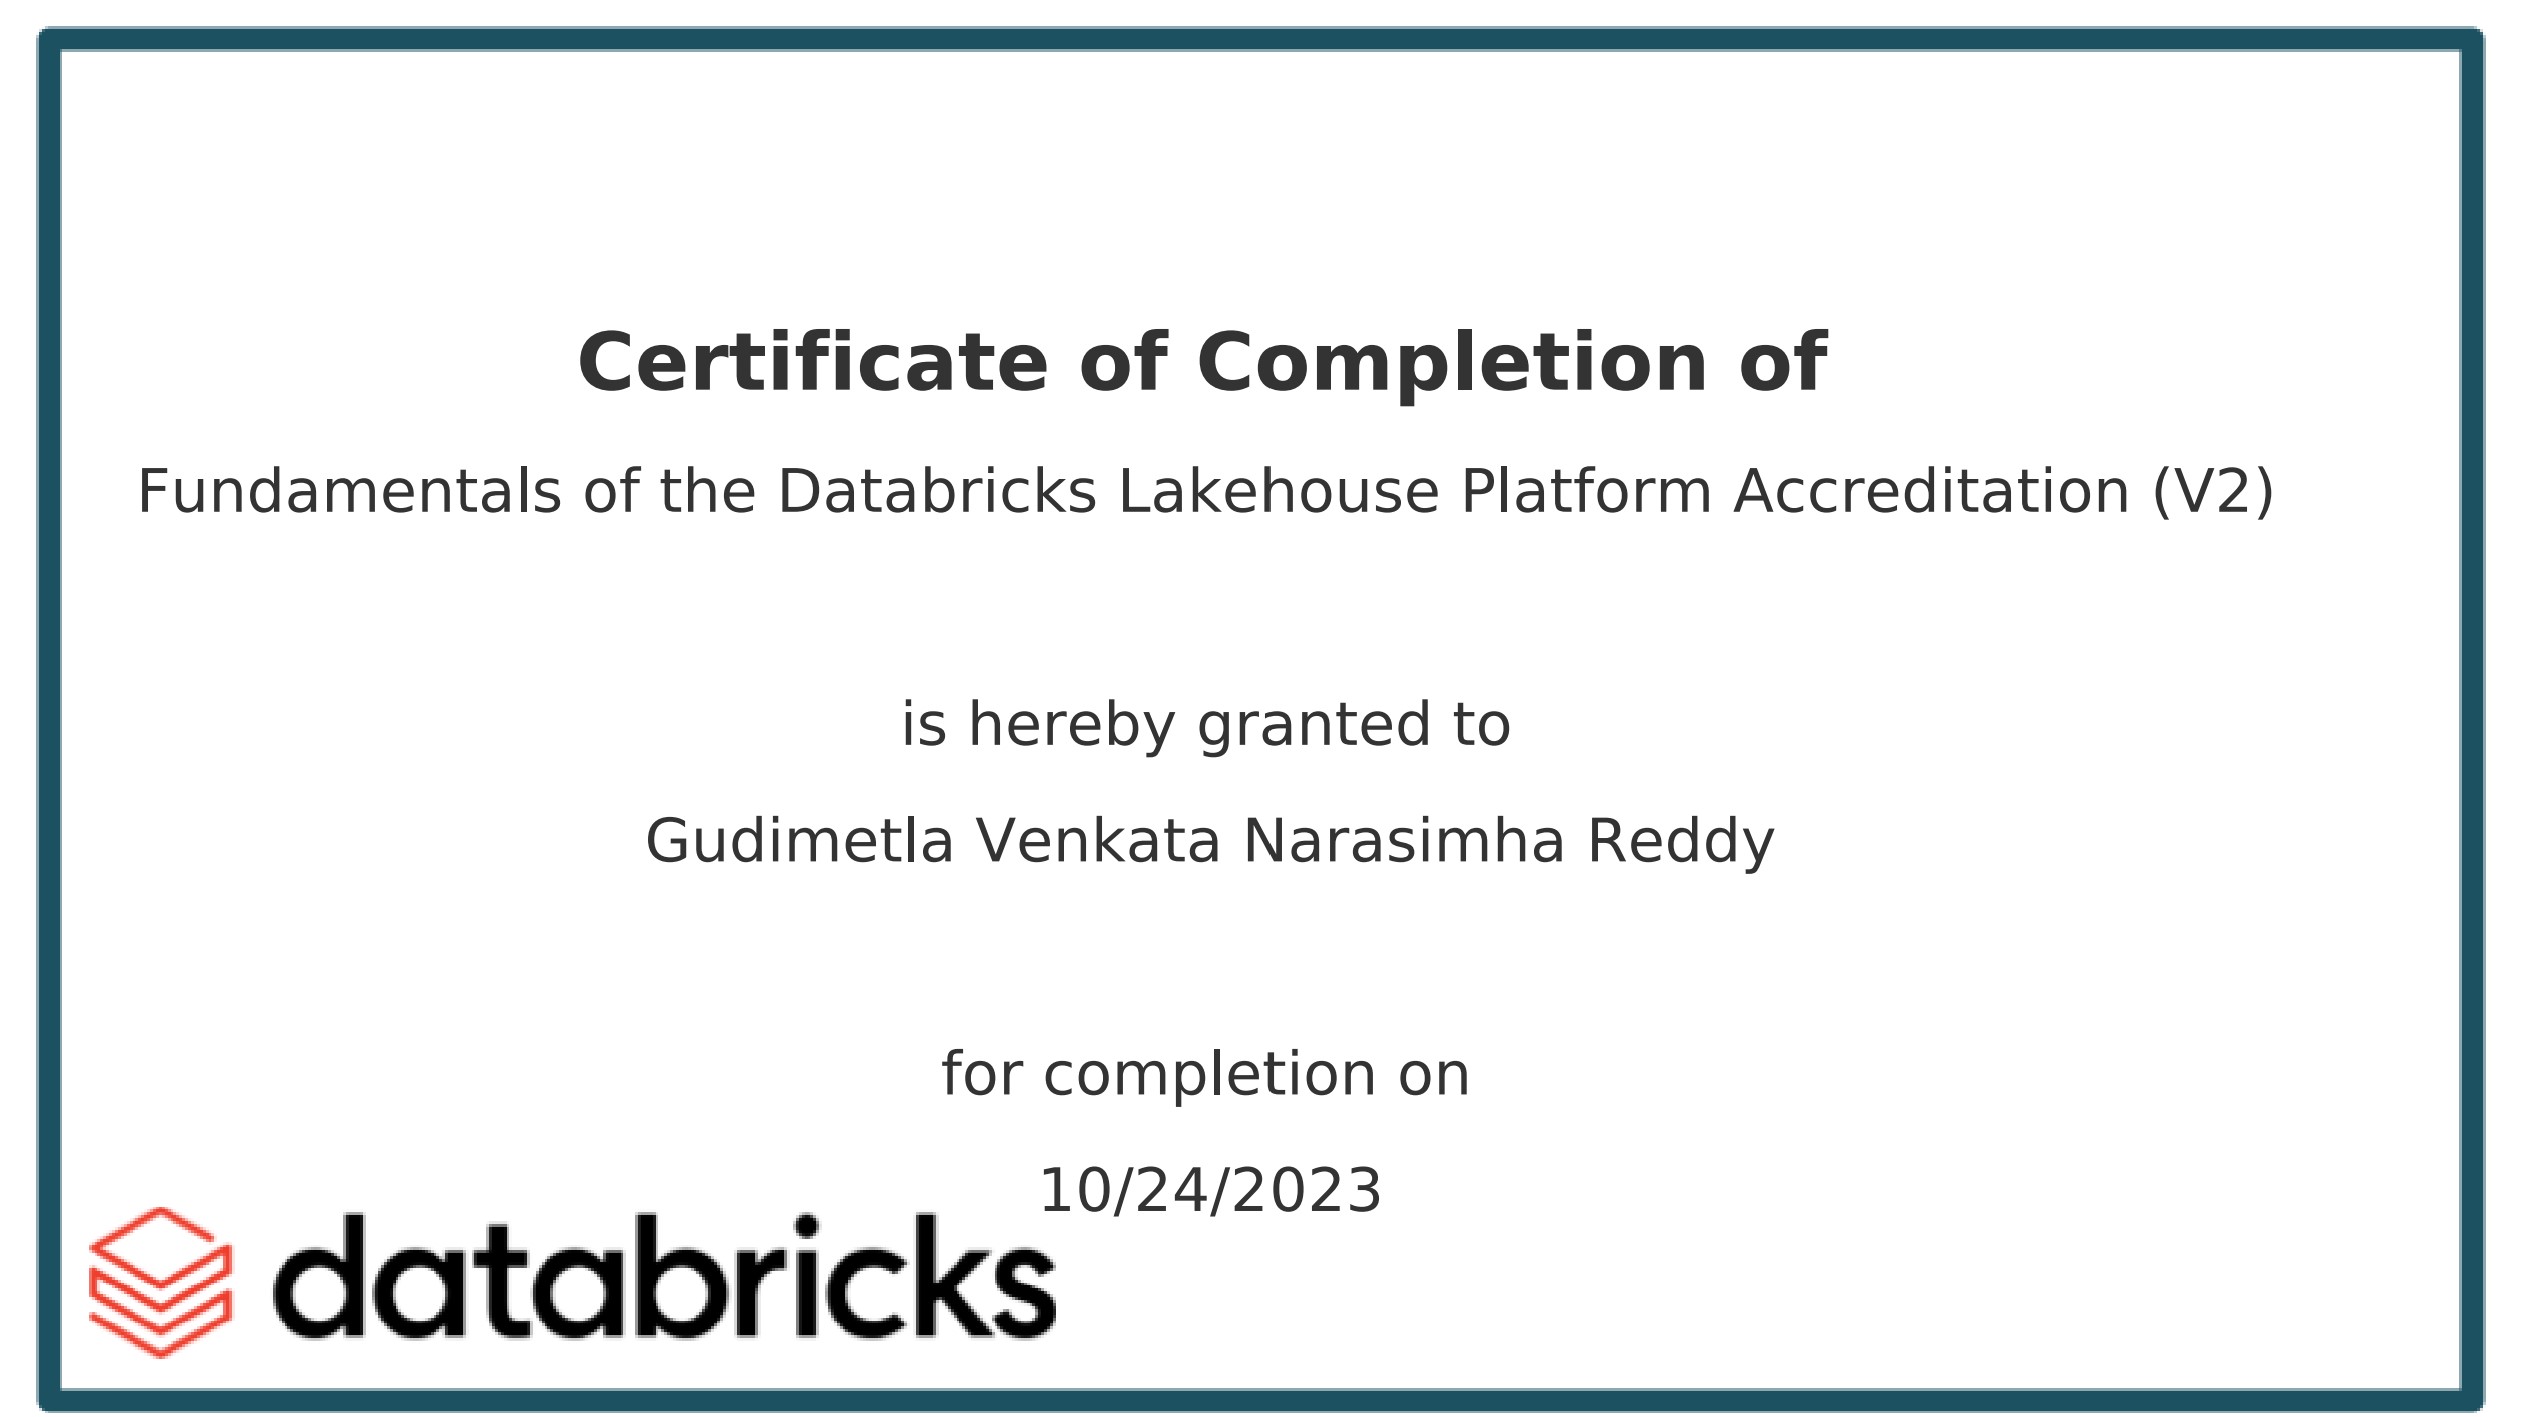 Certificate of Completion of
Fundamentals of the Databricks Lakehouse Platform Accreditation (V2)
is hereby granted to
Gudimetla Venkata Narasimha Reddy
for completion on
10/24/2023
databricks